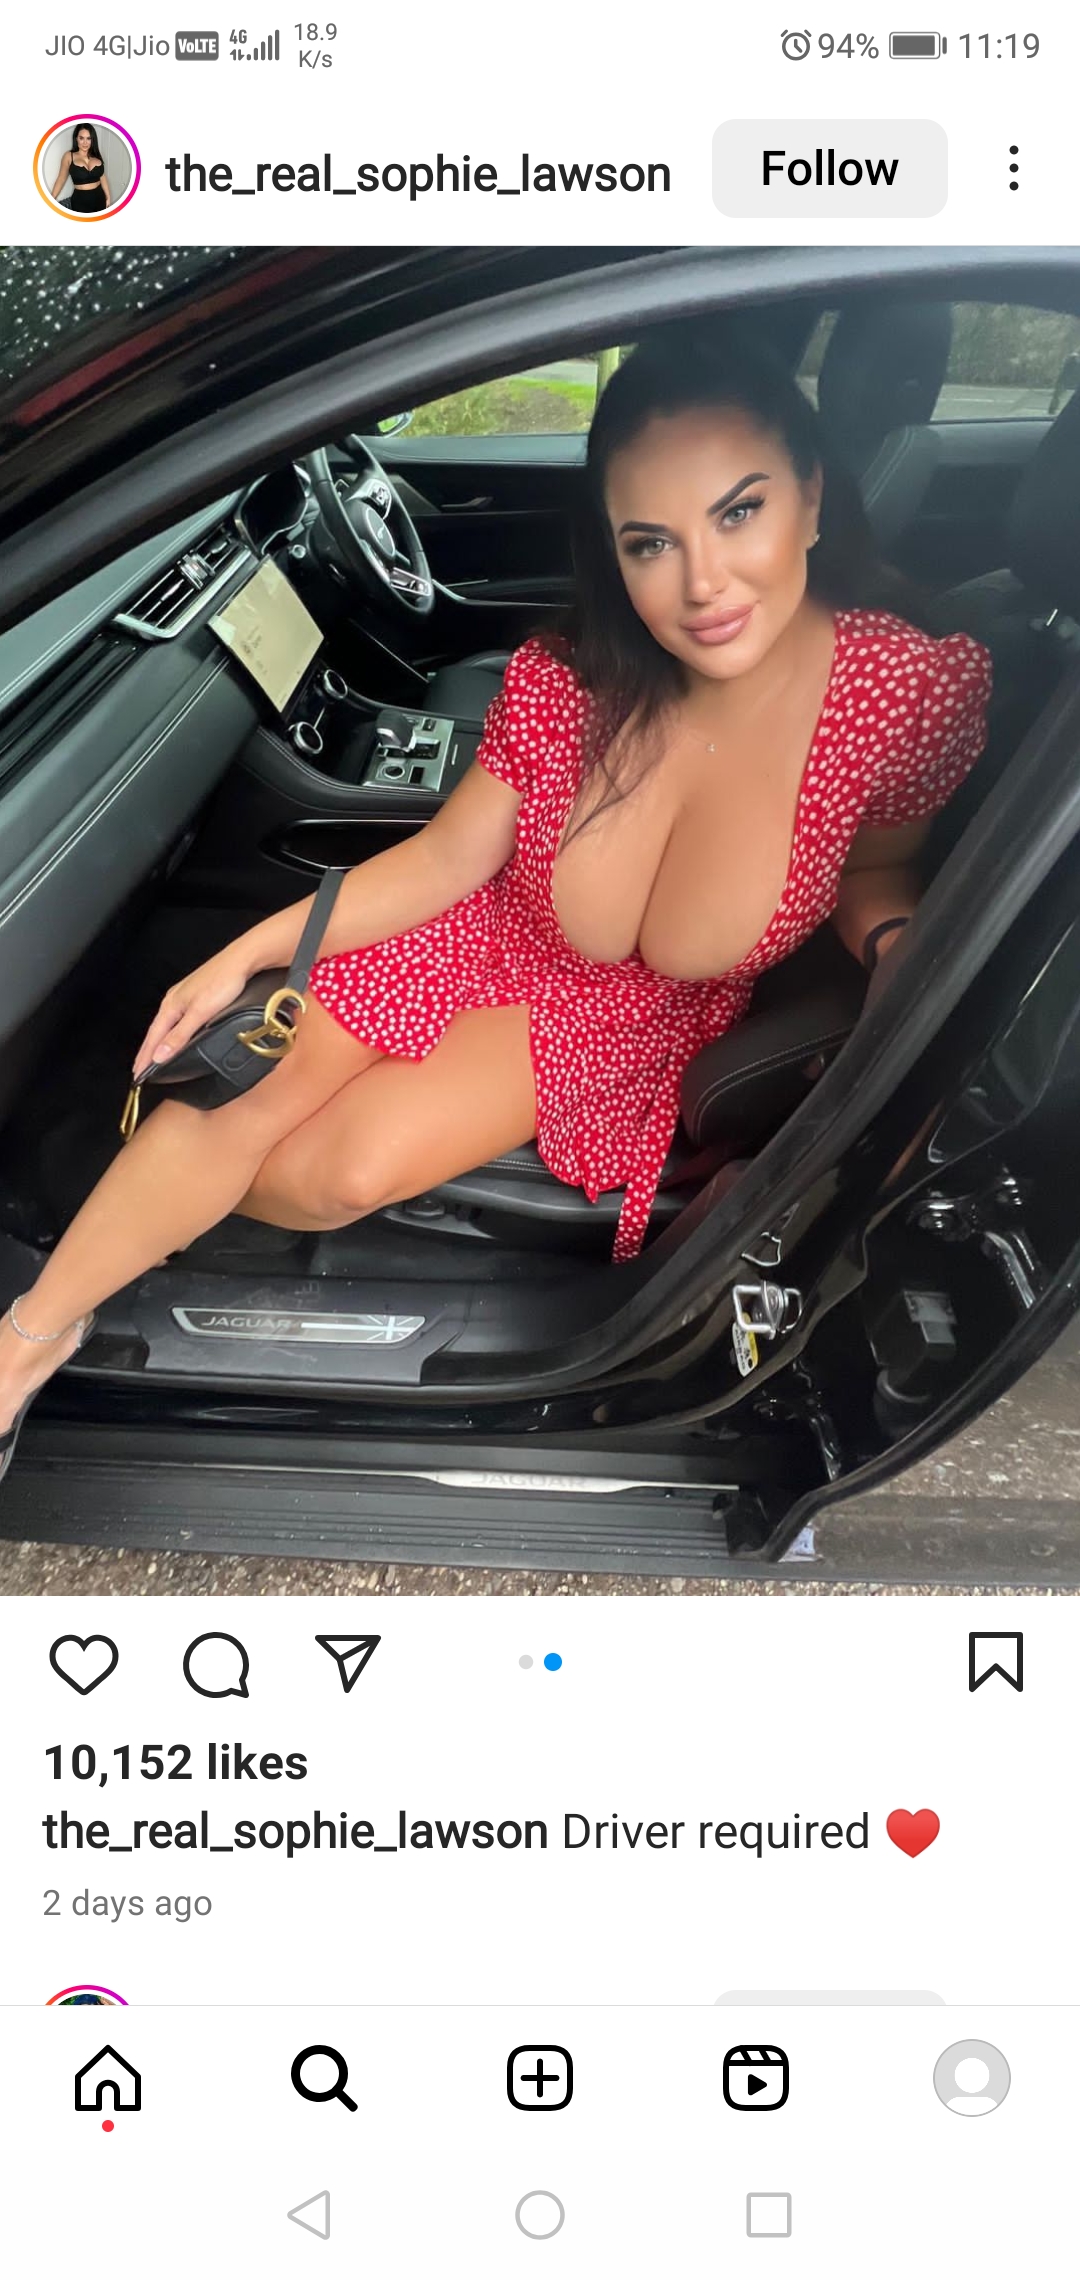 JIO 4G|Jio VoLTE 4G 18.9 K/s 94% 11:19
the_real_sophie_lawson Follow
JAGUAR
JAGUAR
10,152 likes
the_real_sophie_lawson Driver required ♥️
2 days ago